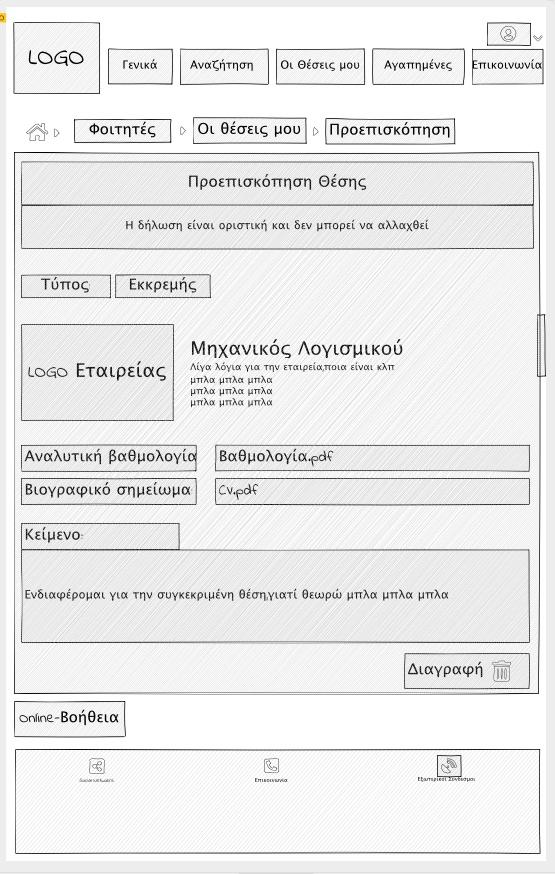 LOGO
Γενικά
Αναζήτηση
Οι Θέσεις μου
Αγαπημένες
Επικοινωνία
Φοιτητές
Οι θέσεις μου
Προεπισκόπηση
Προεπισκόπηση Θέσης
Η δήλωση είναι οριστική και δεν μπορεί να αλλαχθεί
Τύπος
Εκκρεμής
LOGO Εταιρείας
Μηχανικός Λογισμικού
Λίγα λόγια για την εταιρεία,ποια είναι κλπ
μπλα μπλα μπλα
μπλα μπλα μπλα
μπλα μπλα μπλα
Αναλυτική βαθμολογία
Βαθμολογία.pdf
Βιογραφικό σημείωμα
Cv.pdf
Κείμενο:
Ενδιαφέρομαι για την συγκεκριμένη θέση,γιατί θεωρώ μπλα μπλα μπλα
Διαγραφή
online-Βοήθεια
Επικοινωνία
Εξωτερικοί Σύνδεσμοι